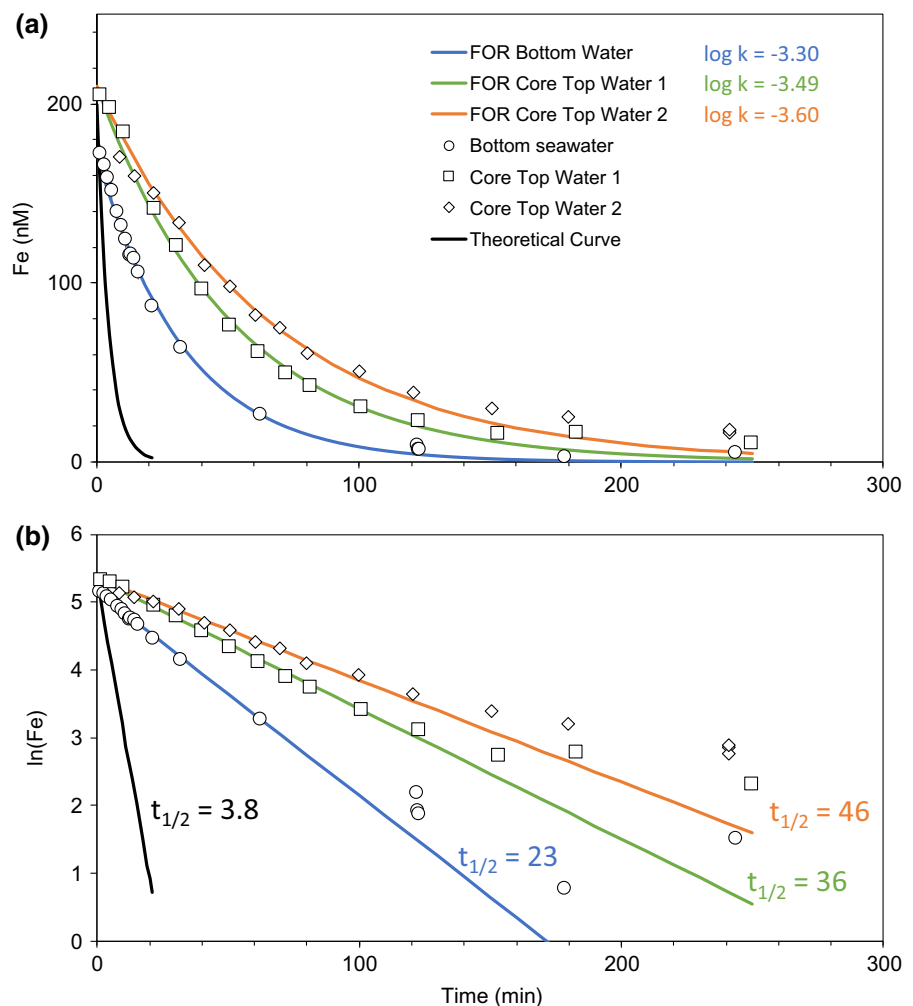 (a)
FOR Bottom Water log k = -3.30
FOR Core Top Water 1 log k = -3.49
FOR Core Top Water 2 log k = -3.60
Bottom seawater
Core Top Water 1
Core Top Water 2
Theoretical Curve
Fe (nM)
200
100
0
0 100 200 300
(b)
ln(Fe)
6
5
4
3
2
1
0
t1/2 = 3.8
t1/2 = 23
t1/2 = 46
t1/2 = 36
0 100 200 300
Time (min)